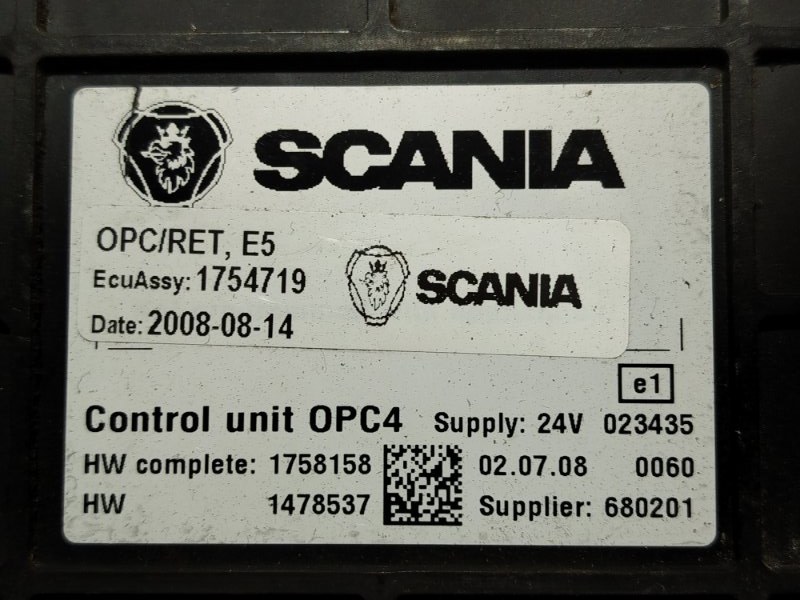 SCANIA
OPC/RET, E5
EcuAssy: 1754719
SCANIA
Date: 2008-08-14
e1
Control unit OPC4 Supply: 24V 023435
HW complete: 1758158 02.07.08 0060
HW 1478537 Supplier: 680201